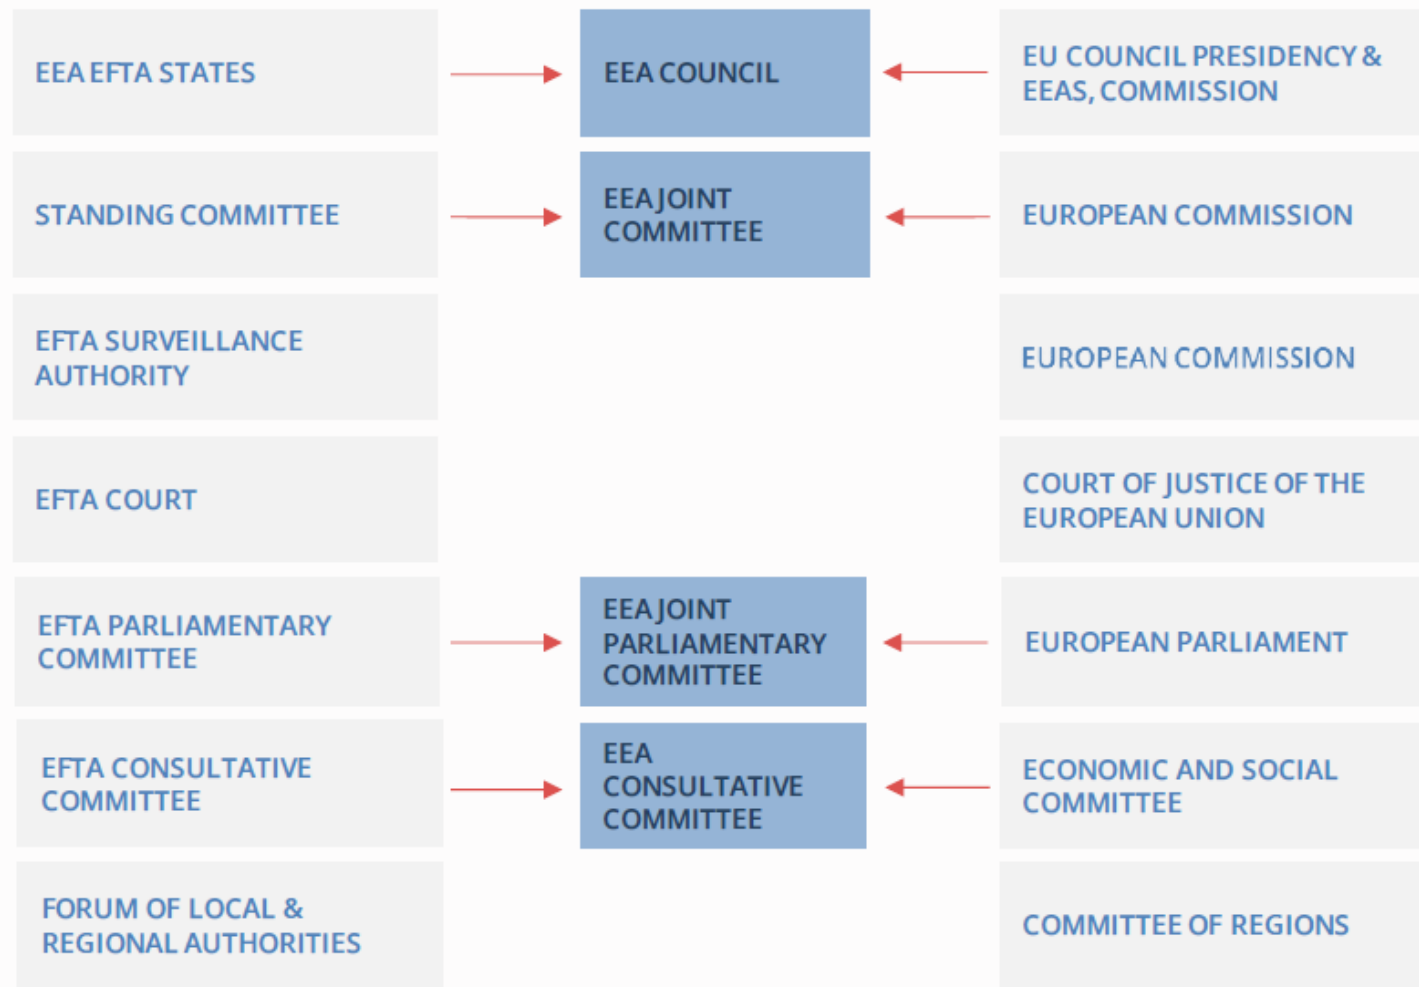 EEA EFTA STATES
EEA COUNCIL
EU COUNCIL PRESIDENCY &
EEAS, COMMISSION
STANDING COMMITTEE
EEA JOINT
COMMITTEE
EUROPEAN COMMISSION
EFTA SURVEILLANCE
AUTHORITY
EUROPEAN COMMISSION
EFTA COURT
COURT OF JUSTICE OF THE
EUROPEAN UNION
EFTA PARLIAMENTARY
COMMITTEE
EEA JOINT
PARLIAMENTARY
COMMITTEE
EUROPEAN PARLIAMENT
EFTA CONSULTATIVE
COMMITTEE
EEA
CONSULTATIVE
COMMITTEE
ECONOMIC AND SOCIAL
COMMITTEE
FORUM OF LOCAL &
REGIONAL AUTHORITIES
COMMITTEE OF REGIONS